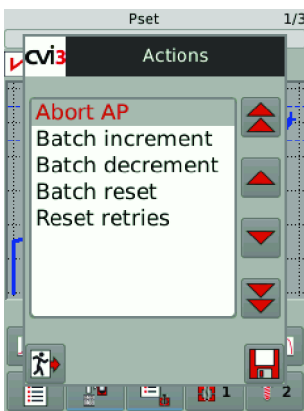 Pset 1/3
cvi3 Actions
Abort AP
Batch increment
Batch decrement
Batch reset
Reset retries
1 2